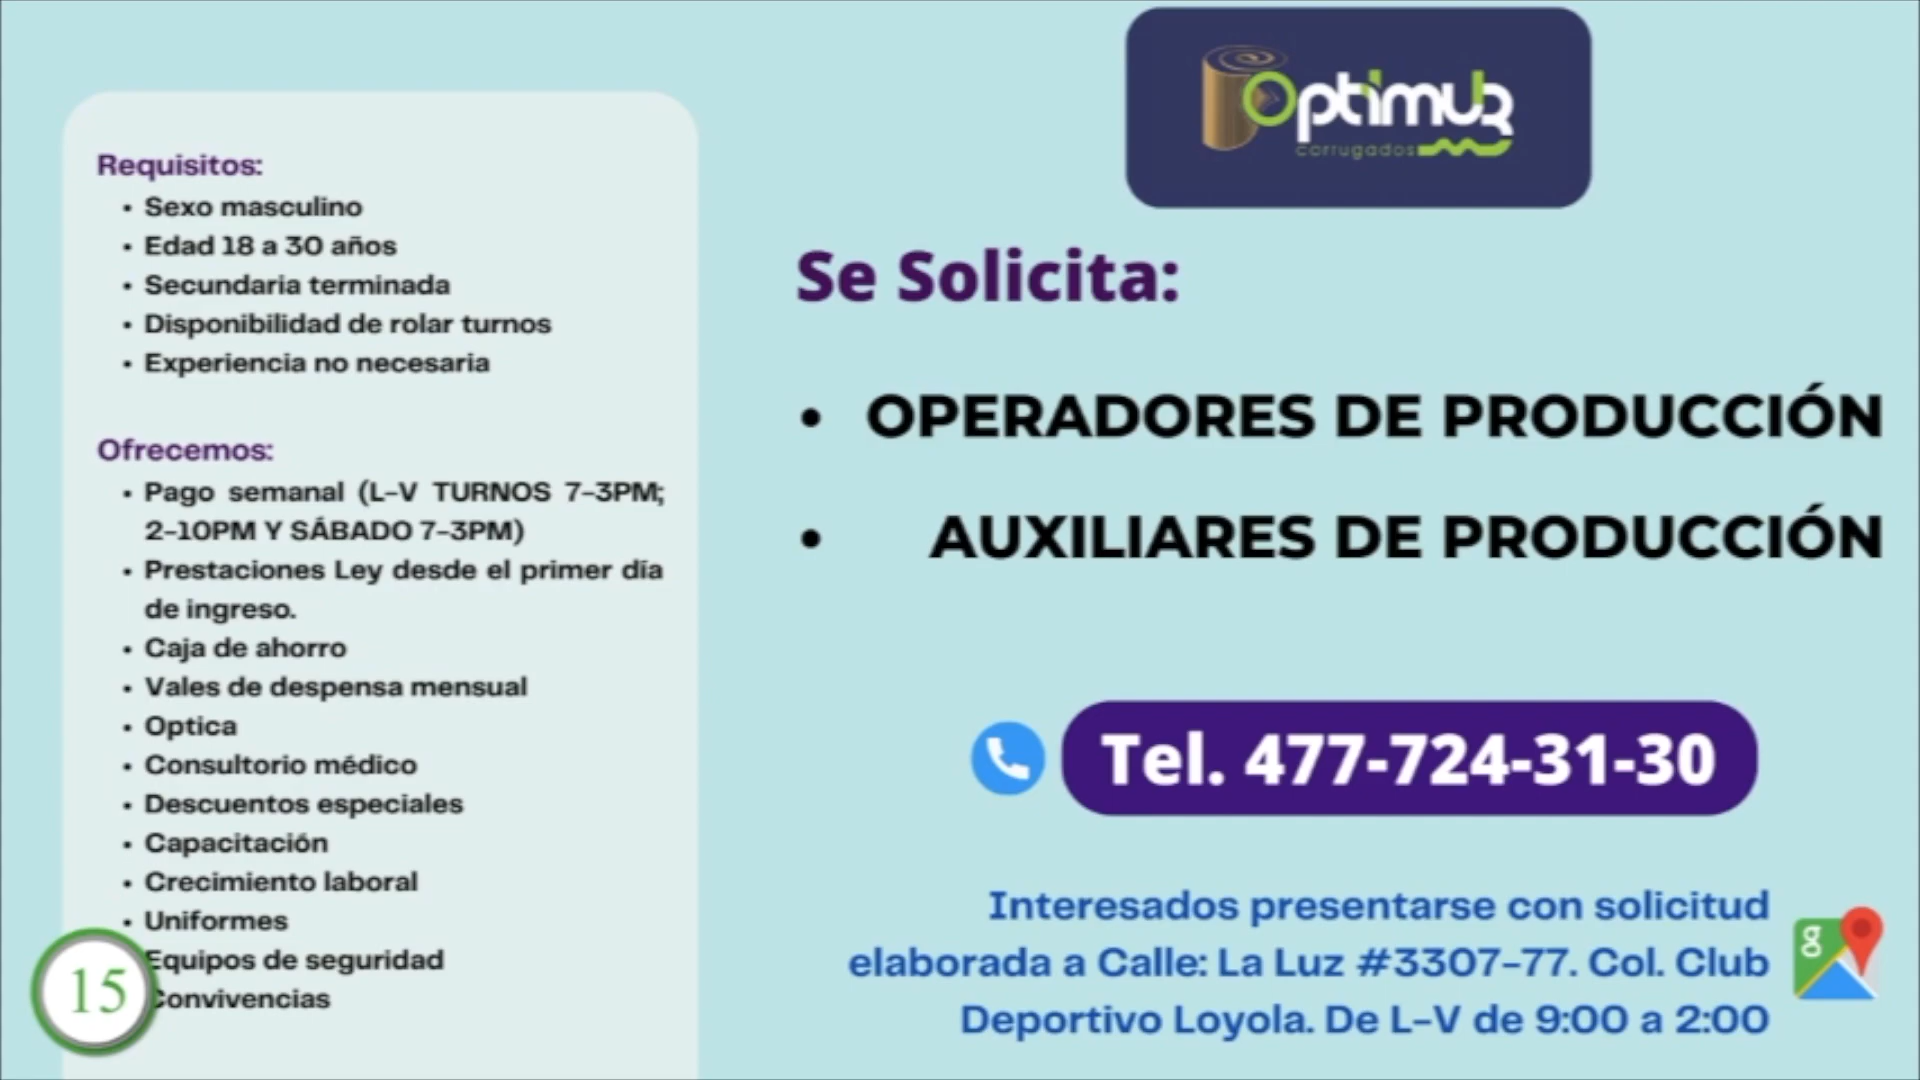 Optimus
corrugados
Requisitos:
• Sexo masculino
• Edad 18 a 30 años
• Secundaria terminada
• Disponibilidad de rolar turnos
• Experiencia no necesaria
Ofrecemos:
• Pago semanal (L-V TURNOS 7-3PM;
2-10PM Y SÁBADO 7-3PM)
• Prestaciones Ley desde el primer día
de ingreso.
• Caja de ahorro
• Vales de despensa mensual
• Optica
• Consultorio médico
• Descuentos especiales
• Capacitación
• Crecimiento laboral
• Uniformes
Equipos de seguridad
Convivencias
15
Se Solicita:
• OPERADORES DE PRODUCCIÓN
• AUXILIARES DE PRODUCCIÓN
Tel. 477-724-31-30
Interesados presentarse con solicitud
elaborada a Calle: La Luz #3307-77. Col. Club
Deportivo Loyola. De L-V de 9:00 a 2:00
g